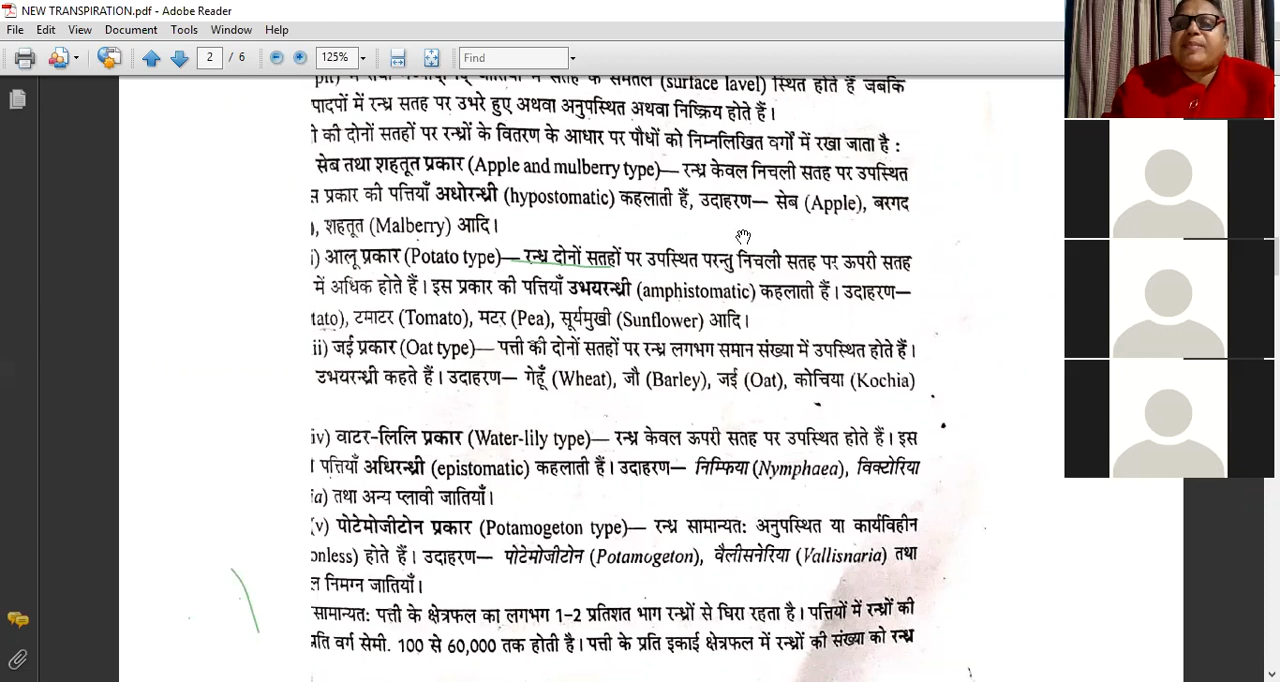 NEW TRANSPIRATION.pdf - Adobe Reader
File Edit View Document Tools Window Help
2 / 6 125% Find
में सतह के समतल (surface lavel) स्थित होते हैं जबकि
पादपों में रन्ध्र सतह पर उभरे हुए अथवा अनुपस्थित अथवा निष्क्रिय होते हैं।
की दोनों सतहों पर रन्ध्रों के वितरण के आधार पर पौधों को निम्नलिखित वर्गों में रखा जाता है :
सेब तथा शहतूत प्रकार (Apple and mulberry type)— रन्ध्र केवल निचली सतह पर उपस्थित
प्रकार की पत्तियाँ अधोरन्ध्री (hypostomatic) कहलाती हैं, उदाहरण— सेब (Apple), बरगद
), शहतूत (Malberry) आदि।
i) आलू प्रकार (Potato type)— रन्ध्र दोनों सतहों पर उपस्थित परन्तु निचली सतह पर ऊपरी सतह
में अधिक होते हैं। इस प्रकार की पत्तियाँ उभयरन्ध्री (amphistomatic) कहलाती हैं। उदाहरण—
tato), टमाटर (Tomato), मटर (Pea), सूर्यमुखी (Sunflower) आदि।
ii) जई प्रकार (Oat type)— पत्ती की दोनों सतहों पर रन्ध्र लगभग समान संख्या में उपस्थित होते हैं।
उभयरन्ध्री कहते हैं। उदाहरण— गेहूँ (Wheat), जौ (Barley), जई (Oat), कोचिया (Kochia)
iv) वाटर-लिलि प्रकार (Water-lily type)— रन्ध्र केवल ऊपरी सतह पर उपस्थित होते हैं। इस
पत्तियाँ अधिरन्ध्री (epistomatic) कहलाती हैं। उदाहरण— निम्फिया (Nymphaea), विक्टोरिया
ia) तथा अन्य प्लावी जातियाँ।
(v) पोटेमोजीटोन प्रकार (Potamogeton type)— रन्ध्र सामान्यत: अनुपस्थित या कार्यविहीन
onless) होते हैं। उदाहरण— पोटेमोजीटोन (Potamogeton), वैलीसनेरिया (Vallisnaria) तथा
निमग्न जातियाँ।
सामान्यत: पत्ती के क्षेत्रफल का लगभग 1-2 प्रतिशत भाग रन्ध्रों से घिरा रहता है। पत्तियों में रन्ध्रों की
प्रति वर्ग सेमी. 100 से 60,000 तक होती है। पत्ती के प्रति इकाई क्षेत्रफल में रन्ध्रों की संख्या को रन्ध्र